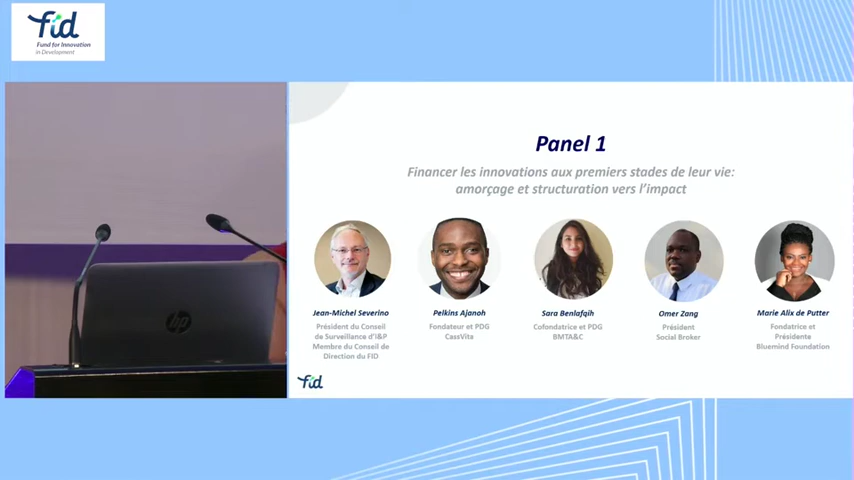 fid
Fund for Innovation
in Development
hp
Panel 1
Financer les innovations aux premiers stades de leur vie:
amorçage et structuration vers l'impact
Jean-Michel Severino
Président du Conseil
de Surveillance d'I&P
Membre du Conseil de
Direction du FID
Pelkins Ajanoh
Fondateur et PDG
CassVita
Sara Benlafqih
Cofondatrice et PDG
BMTA&C
Omer Zang
Président
Social Broker
Marie Alix de Putter
Fondatrice et
Présidente
Bluemind Foundation
fid